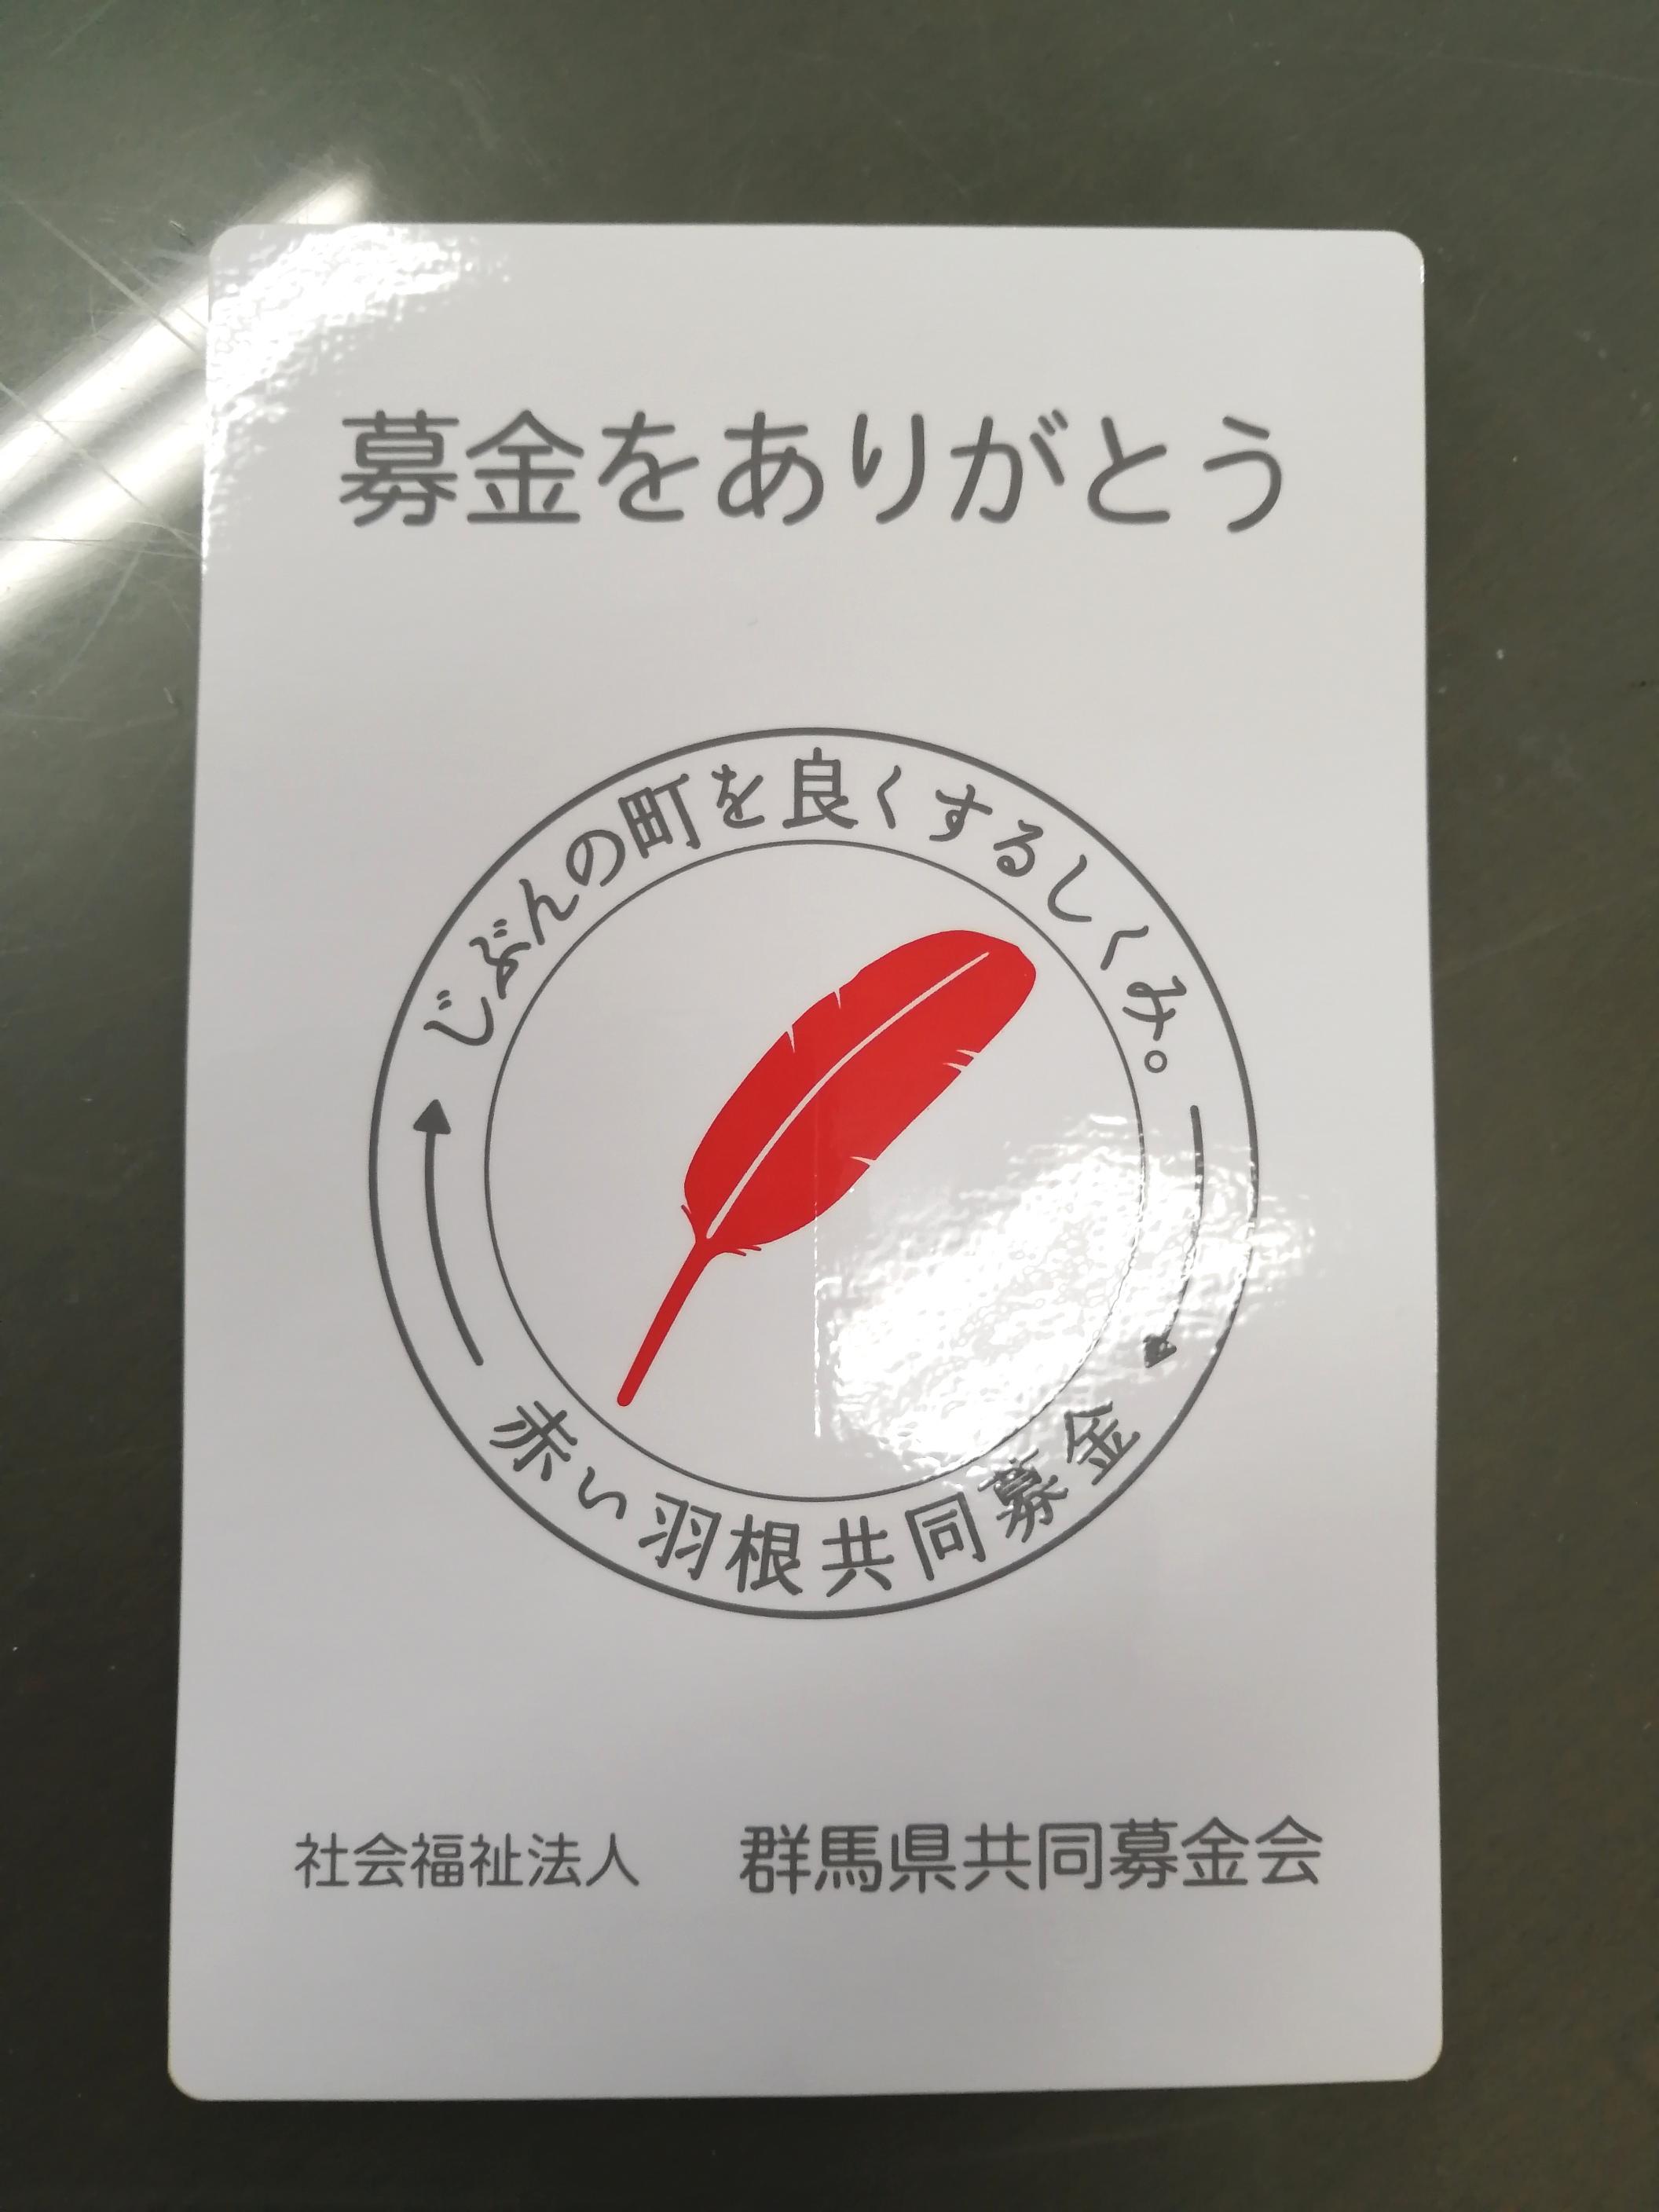 募金をありがとう
じぶんの町を良くするしくみ。
赤い羽根共同募金
社会福祉法人 群馬県共同募金会